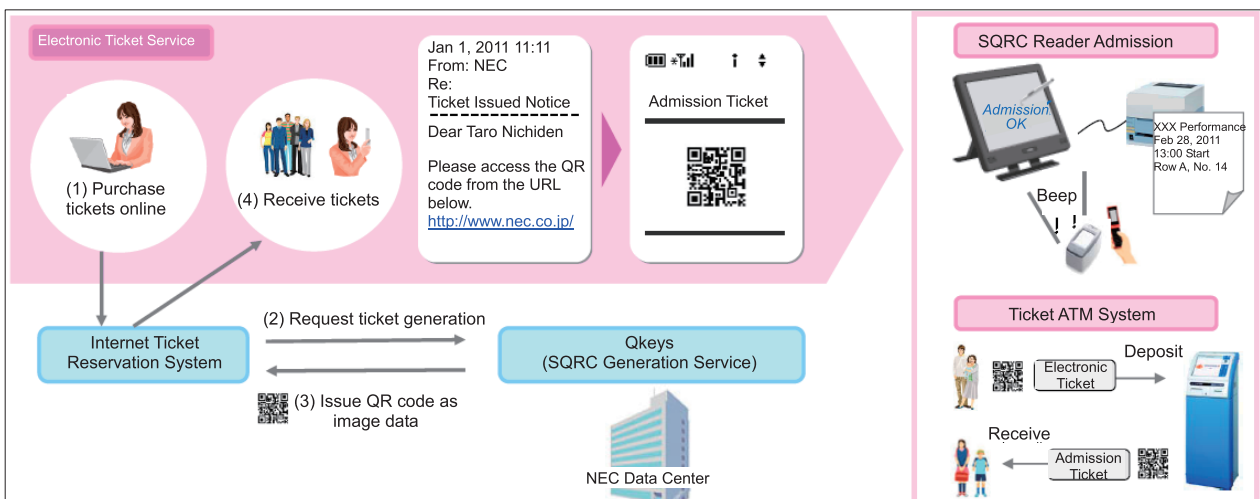 Electronic Ticket Service
(1) Purchase
tickets online
(4) Receive tickets
Jan 1, 2011 11:11
From: NEC
Re:
Ticket Issued Notice
Dear Taro Nichiden
Please access the QR
code from the URL
below.
http://www.nec.co.jp/
Admission Ticket
Internet Ticket
Reservation System
(2) Request ticket generation
(3) Issue QR code as
image data
Qkeys
(SQRC Generation Service)
NEC Data Center
SQRC Reader Admission
Admission
OK
XXX Performance
Feb 28, 2011
13:00 Start
Row A, No. 14
Beep
! !
Ticket ATM System
Deposit
Electronic
Ticket
Receive
Admission
Ticket